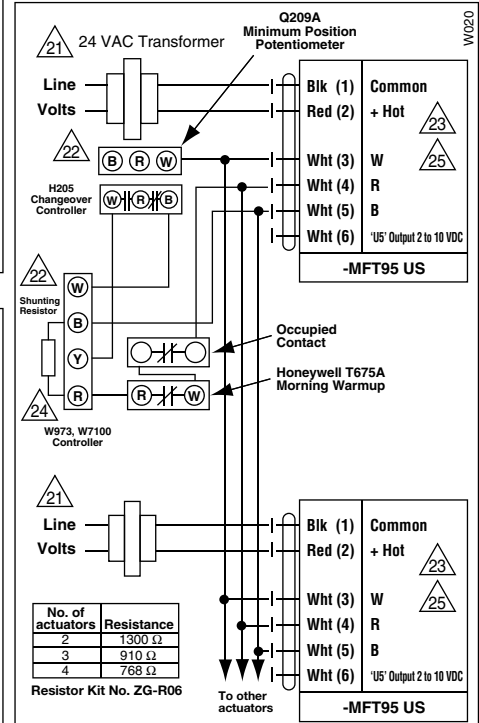 W020
Q209A
Minimum Position
Potentiometer
21
24 VAC Transformer
Line
Volts
Blk (1) Common
Red (2) + Hot
23
22
B R W
Wht (3) W
25
Wht (4) R
Wht (5) B
Wht (6) 'U5' Output 2 to 10 VDC
-MFT95 US
H205
Changeover
Controller
W R B
22
Shunting
Resistor
W
B
Y
R
24
W973, W7100
Controller
Occupied
Contact
Honeywell T675A
Morning Warmup
R W
21
Line
Volts
Blk (1) Common
Red (2) + Hot
23
Wht (3) W
25
Wht (4) R
Wht (5) B
Wht (6) 'U5' Output 2 to 10 VDC
-MFT95 US
No. of actuators Resistance
2 1300 Ω
3 910 Ω
4 768 Ω
Resistor Kit No. ZG-R06
To other
actuators